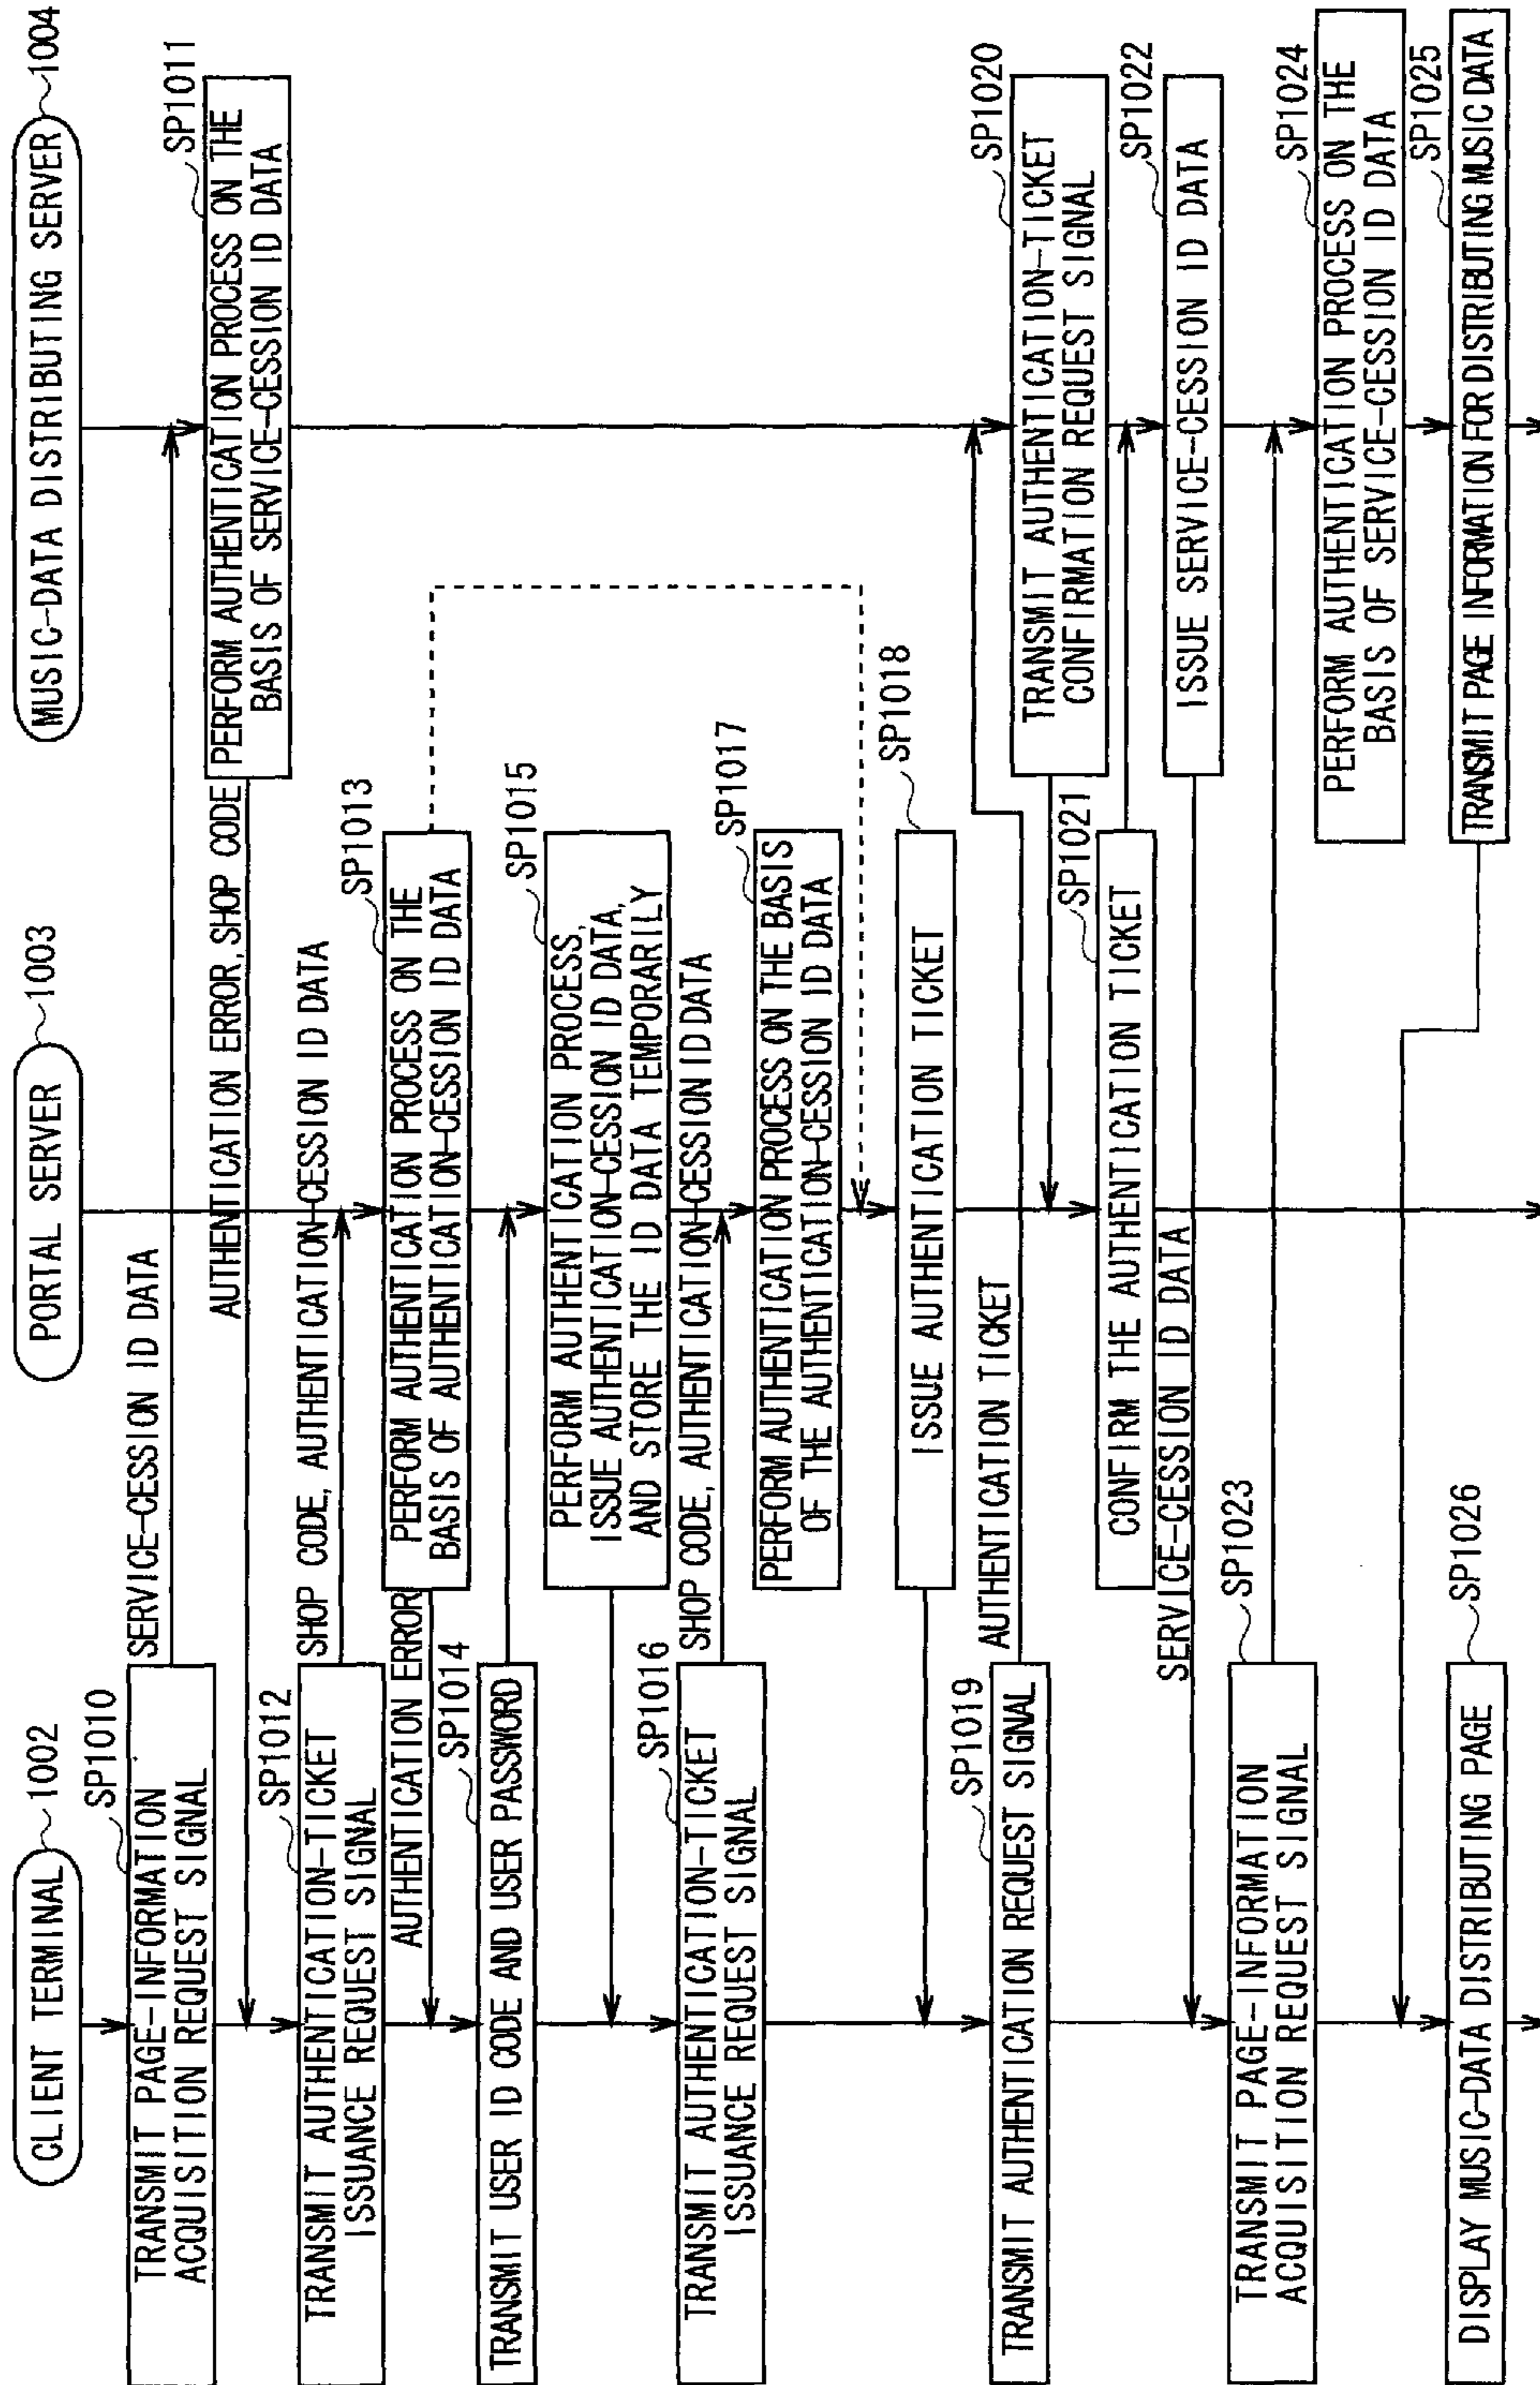 CLIENT TERMINAL
1002
PORTAL SERVER
1003
MUSIC-DATA DISTRIBUTING SERVER
1004
SP1010
TRANSMIT PAGE-INFORMATION
ACQUISITION REQUEST SIGNAL
SERVICE-CESSION ID DATA
SP1011
PERFORM AUTHENTICATION PROCESS ON THE
BASIS OF SERVICE-CESSION ID DATA
AUTHENTICATION ERROR, SHOP CODE
SP1012
TRANSMIT AUTHENTICATION-TICKET
ISSUANCE REQUEST SIGNAL
SHOP CODE, AUTHENTICATION-CESSION ID DATA
SP1013
PERFORM AUTHENTICATION PROCESS ON THE
BASIS OF AUTHENTICATION-CESSION ID DATA
AUTHENTICATION ERROR
SP1014
TRANSMIT USER ID CODE AND USER PASSWORD
SP1015
PERFORM AUTHENTICATION PROCESS,
ISSUE AUTHENTICATION-CESSION ID DATA,
AND STORE THE ID DATA TEMPORARILY
SP1016
TRANSMIT AUTHENTICATION-TICKET
ISSUANCE REQUEST SIGNAL
SHOP CODE, AUTHENTICATION-CESSION ID DATA
SP1017
PERFORM AUTHENTICATION PROCESS ON THE BASIS
OF THE AUTHENTICATION-CESSION ID DATA
SP1018
ISSUE AUTHENTICATION TICKET
SP1019
TRANSMIT AUTHENTICATION REQUEST SIGNAL
AUTHENTICATION TICKET
SP1020
TRANSMIT AUTHENTICATION-TICKET
CONFIRMATION REQUEST SIGNAL
SP1021
CONFIRM THE AUTHENTICATION TICKET
SP1022
ISSUE SERVICE-CESSION ID DATA
SERVICE-CESSION ID DATA
SP1023
TRANSMIT PAGE-INFORMATION
ACQUISITION REQUEST SIGNAL
SP1024
PERFORM AUTHENTICATION PROCESS ON THE
BASIS OF SERVICE-CESSION ID DATA
SP1025
TRANSMIT PAGE INFORMATION FOR DISTRIBUTING MUSIC DATA
SP1026
DISPLAY MUSIC-DATA DISTRIBUTING PAGE